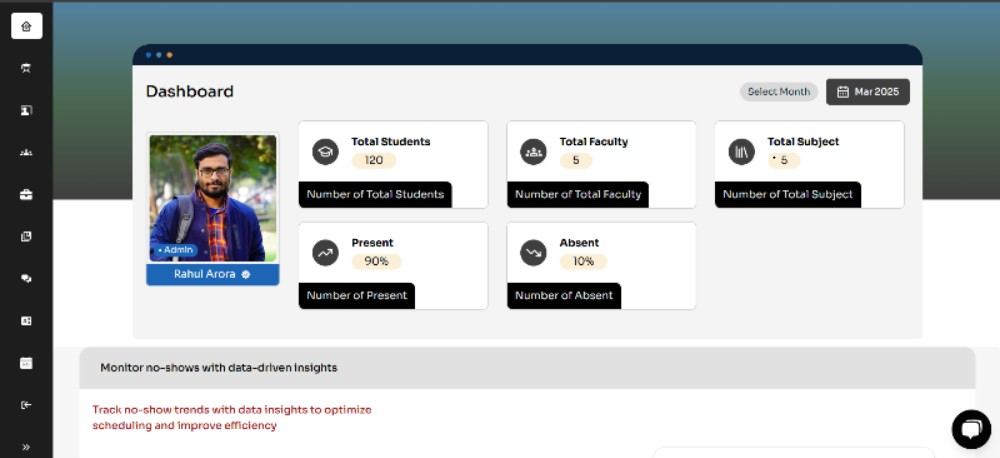 Dashboard
Select Month
Mar 2025
• Admin
Rahul Arora
Total Students
120
Number of Total Students
Total Faculty
5
Number of Total Faculty
Total Subject
5
Number of Total Subject
Present
90%
Number of Present
Absent
10%
Number of Absent
Monitor no-shows with data-driven insights
Track no-show trends with data insights to optimize
scheduling and improve efficiency